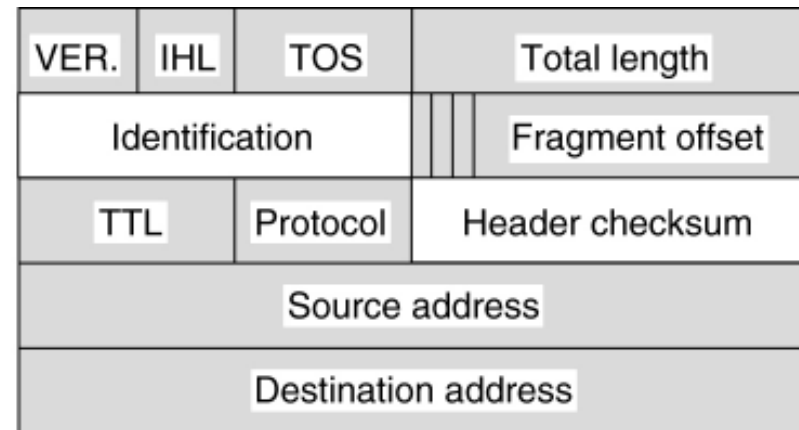 VER. IHL TOS Total length
Identification Fragment offset
TTL Protocol Header checksum
Source address
Destination address